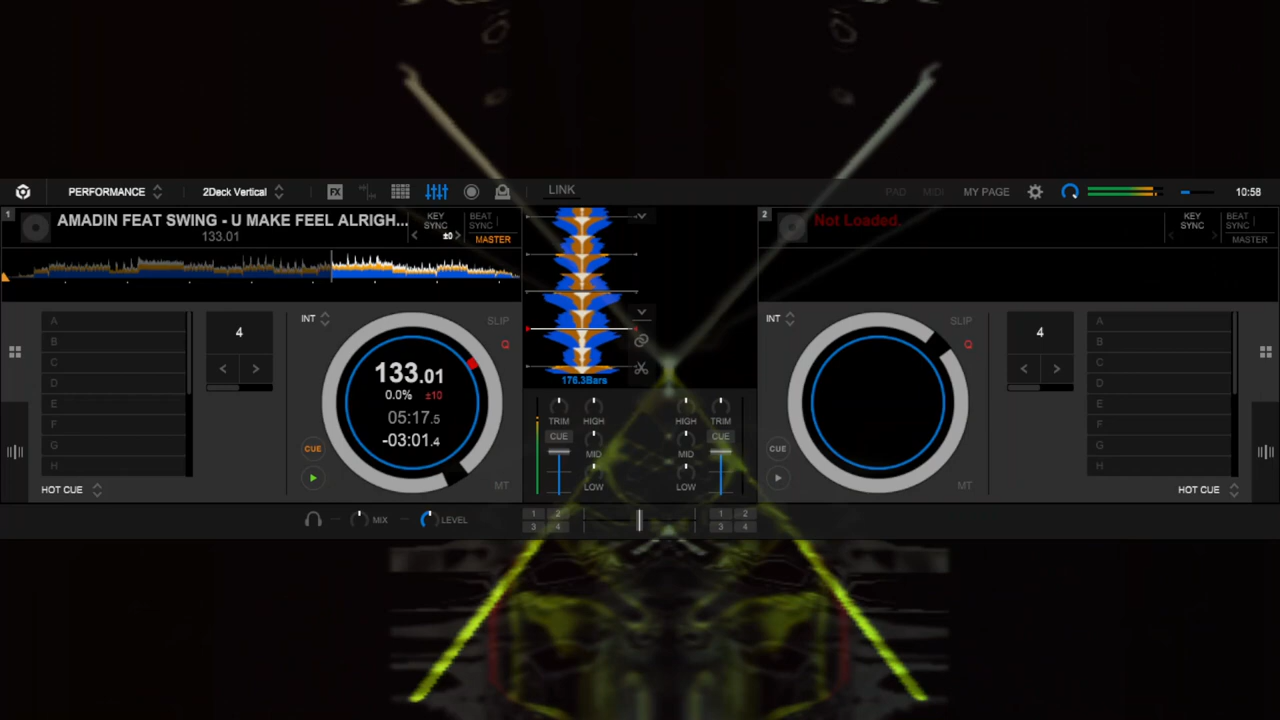 PERFORMANCE 2Deck Vertical FX LINK PAD MIDI MY PAGE 10:58
1 AMADIN FEAT SWING - U MAKE FEEL ALRIGH... KEY SYNC BEAT SYNC
133.01 ±0 MASTER
2 Not Loaded. KEY SYNC BEAT SYNC
MASTER
A
B
C
D
E
F
G
H
HOT CUE
4
INT SLIP
Q
133.01
0.0% ±10
05:17.5
-03:01.4
CUE
MT
176.3Bars
TRIM HIGH HIGH TRIM
CUE CUE
MID MID
LOW LOW
INT SLIP
Q
CUE
MT
4
A
B
C
D
E
F
G
H
HOT CUE
MIX LEVEL
1 2 1 2
3 4 3 4